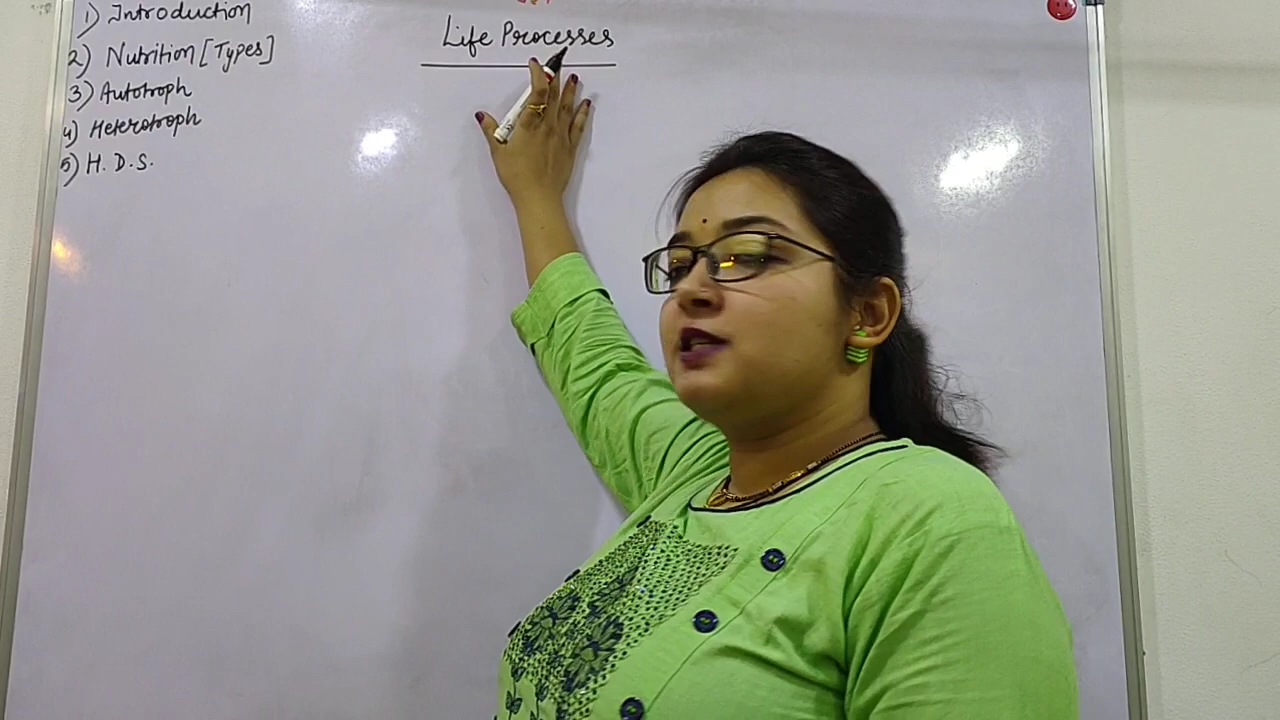 Life Processes
1) Introduction
2) Nutrition [Types]
3) Autotroph
4) Heterotroph
5) H. D. S.